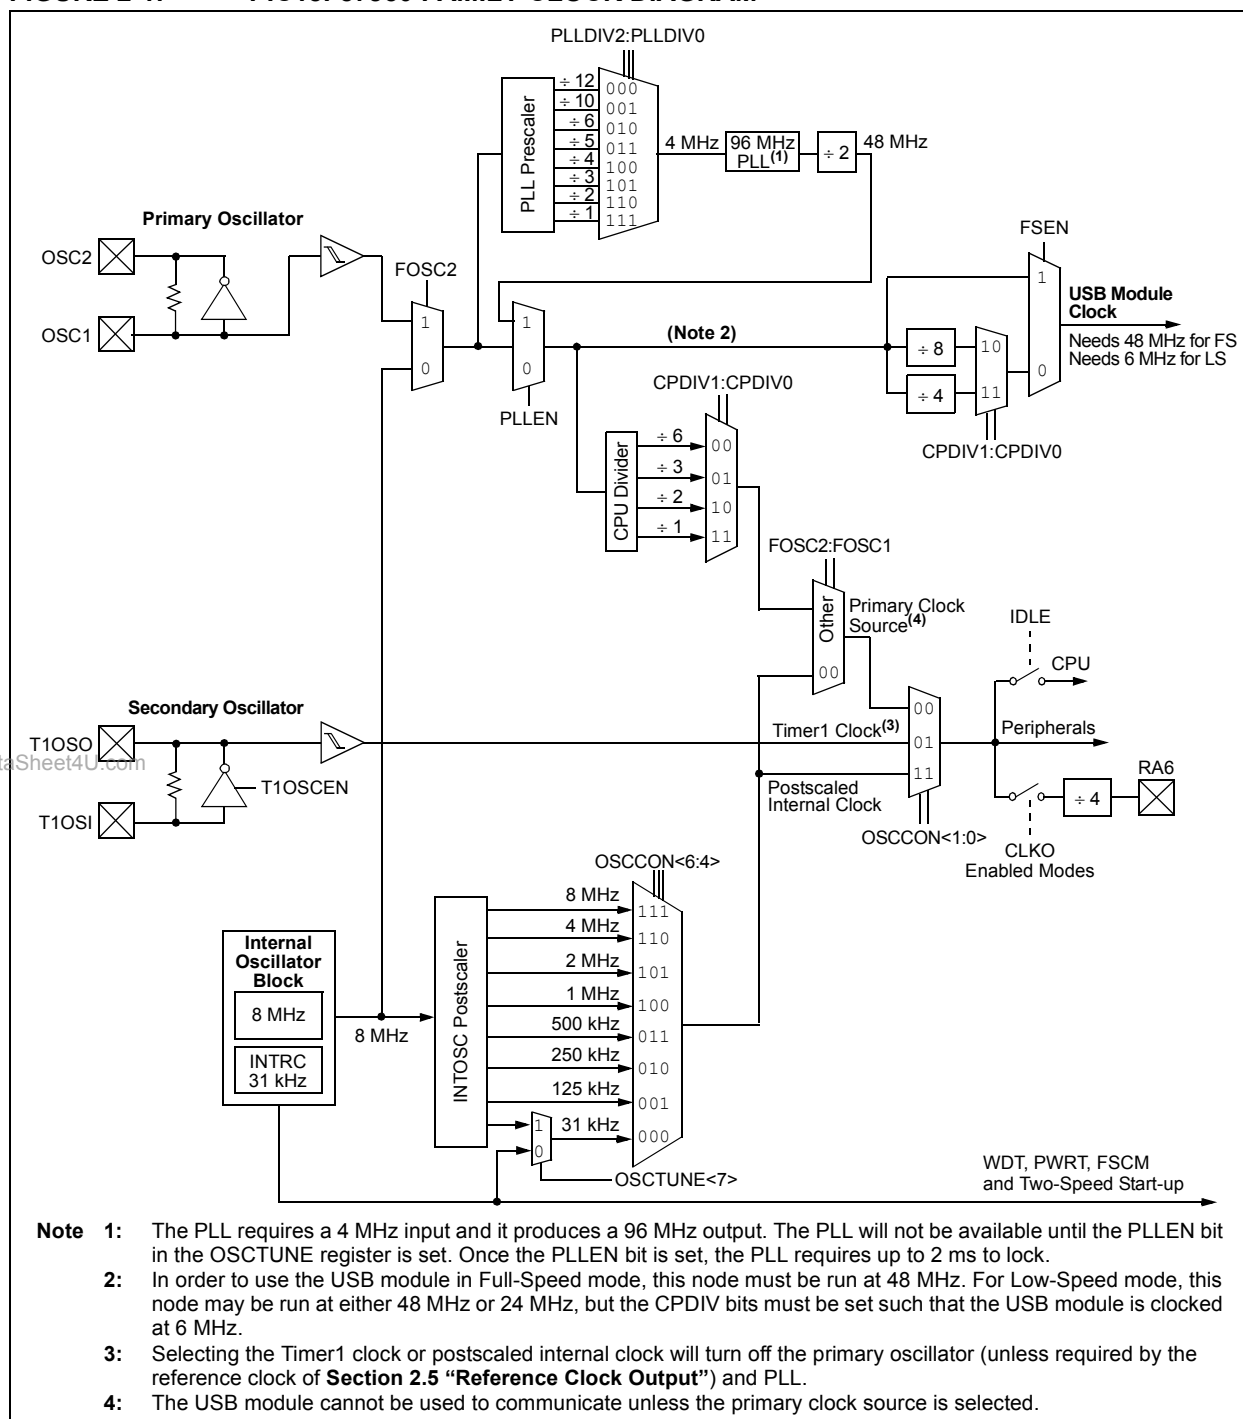 PLLDIV2:PLLDIV0
PLL Prescaler
÷ 12
÷ 10
÷ 6
÷ 5
÷ 4
÷ 3
÷ 2
÷ 1
000
001
010
011
100
101
110
111
4 MHz
96 MHz
PLL(1)
÷ 2
48 MHz
Primary Oscillator
OSC2
OSC1
FOSC2
1
0
1
0
PLLEN
(Note 2)
FSEN
1
0
USB Module
Clock
Needs 48 MHz for FS
Needs 6 MHz for LS
÷ 8
÷ 4
10
11
CPDIV1:CPDIV0
CPDIV1:CPDIV0
CPU Divider
÷ 6
÷ 3
÷ 2
÷ 1
00
01
10
11
FOSC2:FOSC1
Other
00
Primary Clock
Source(4)
IDLE
CPU
Secondary Oscillator
T1OSO
T1OSI
T1OSCEN
taSheet4U.com
Timer1 Clock(3)
Postscaled
Internal Clock
00
01
11
OSCCON<1:0>
Peripherals
RA6
÷ 4
CLKO
Enabled Modes
OSCCON<6:4>
Internal
Oscillator
Block
8 MHz
INTRC
31 kHz
8 MHz
INTOSC Postscaler
8 MHz
4 MHz
2 MHz
1 MHz
500 kHz
250 kHz
125 kHz
31 kHz
111
110
101
100
011
010
001
000
1
0
OSCTUNE<7>
WDT, PWRT, FSCM
and Two-Speed Start-up
Note 1: The PLL requires a 4 MHz input and it produces a 96 MHz output. The PLL will not be available until the PLLEN bit
in the OSCTUNE register is set. Once the PLLEN bit is set, the PLL requires up to 2 ms to lock.
2: In order to use the USB module in Full-Speed mode, this node must be run at 48 MHz. For Low-Speed mode, this
node may be run at either 48 MHz or 24 MHz, but the CPDIV bits must be set such that the USB module is clocked
at 6 MHz.
3: Selecting the Timer1 clock or postscaled internal clock will turn off the primary oscillator (unless required by the
reference clock of Section 2.5 “Reference Clock Output”) and PLL.
4: The USB module cannot be used to communicate unless the primary clock source is selected.